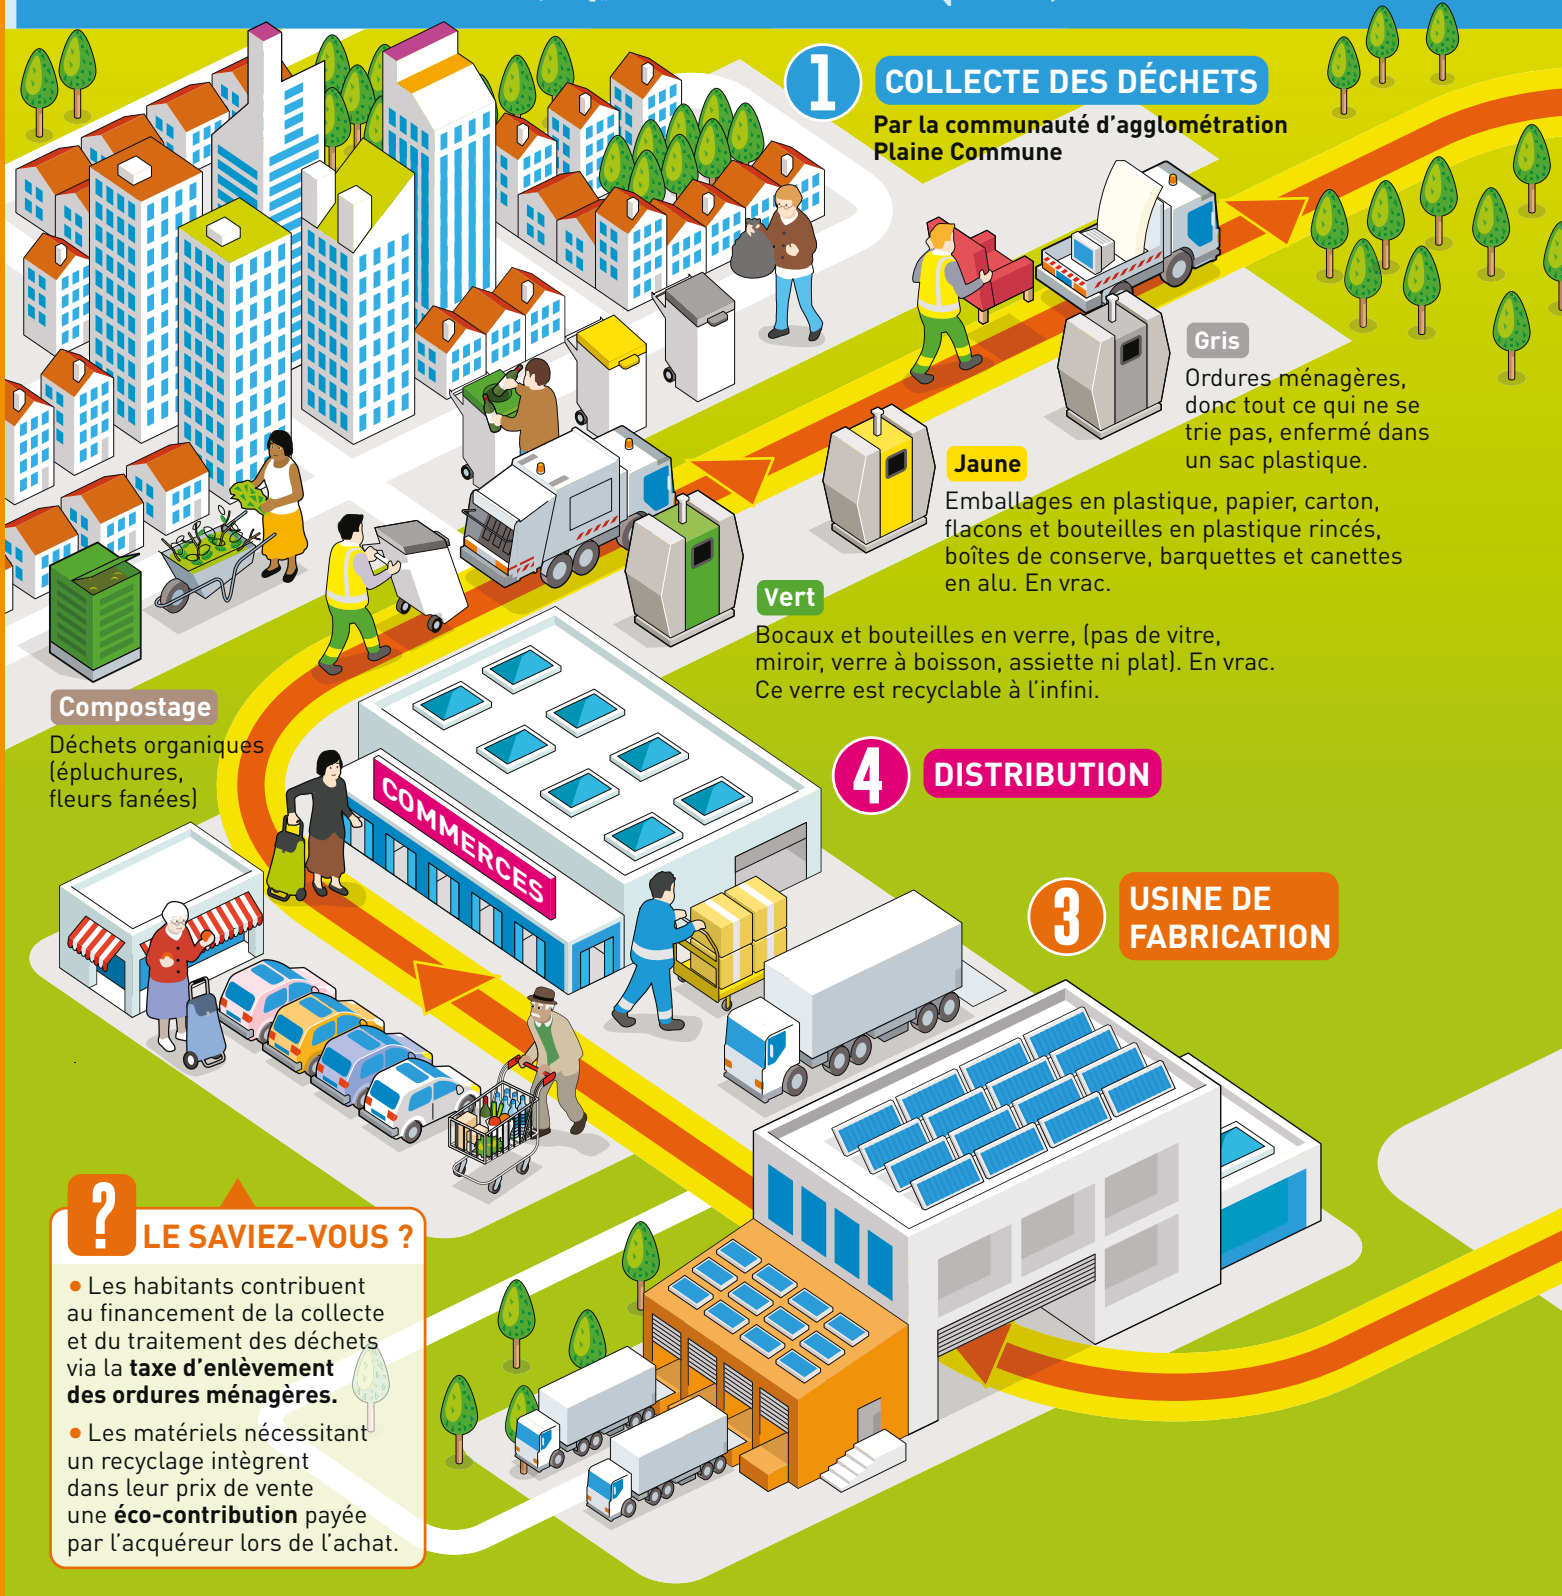 1
COLLECTE DES DÉCHETS
Par la communauté d’agglométration
Plaine Commune
Gris
Ordures ménagères,
donc tout ce qui ne se
trie pas, enfermé dans
un sac plastique.
Jaune
Emballages en plastique, papier, carton,
flacons et bouteilles en plastique rincés,
boîtes de conserve, barquettes et canettes
en alu. En vrac.
Vert
Bocaux et bouteilles en verre, (pas de vitre,
miroir, verre à boisson, assiette ni plat). En vrac.
Ce verre est recyclable à l’infini.
Compostage
Déchets organiques
(épluchures,
fleurs fanées)
COMMERCES
4
DISTRIBUTION
3
USINE DE
FABRICATION
?
LE SAVIEZ-VOUS ?
• Les habitants contribuent
au financement de la collecte
et du traitement des déchets
via la taxe d’enlèvement
des ordures ménagères.
• Les matériels nécessitant
un recyclage intègrent
dans leur prix de vente
une éco-contribution payée
par l’acquéreur lors de l’achat.